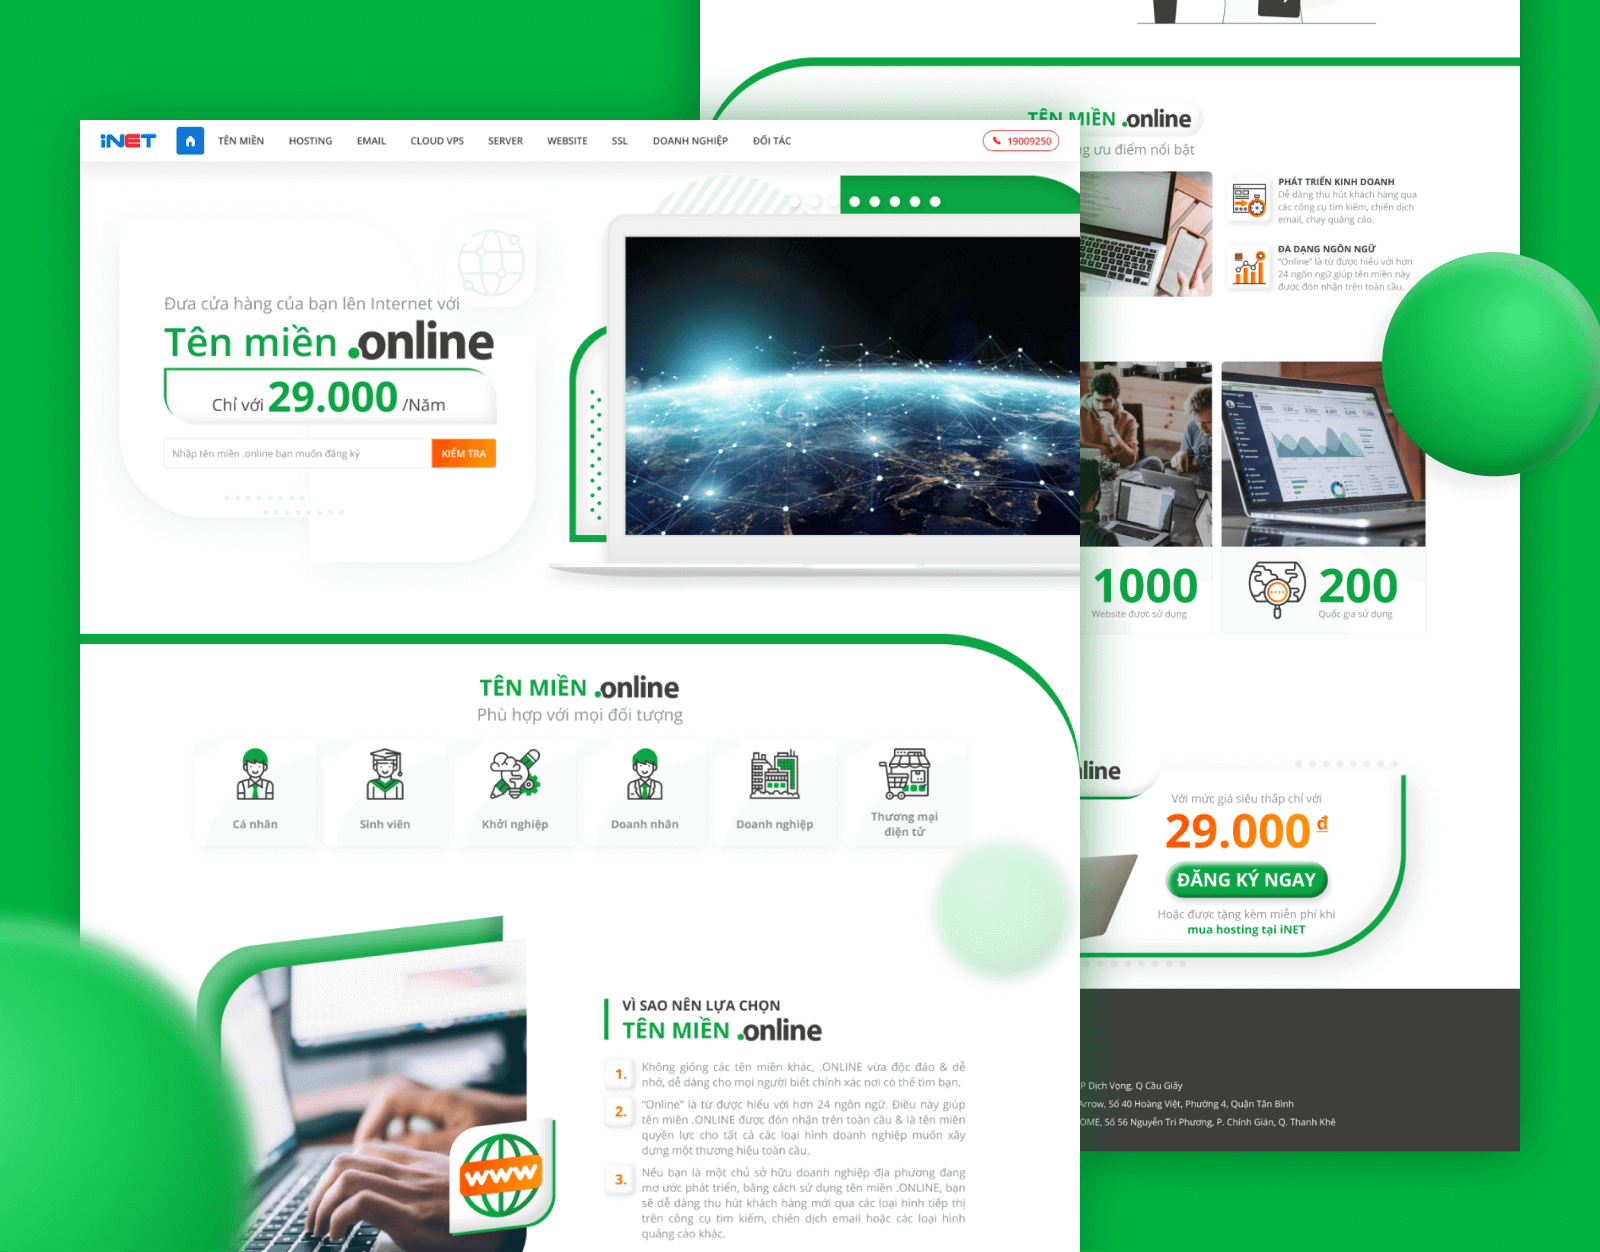 iNET
TÊN MIỀN
HOSTING
EMAIL
CLOUD VPS
SERVER
WEBSITE
SSL
DOANH NGHIỆP
ĐỐI TÁC
19009250
Đưa cửa hàng của bạn lên Internet với
Tên miền .online
Chỉ với 29.000 /Năm
Nhập tên miền .online bạn muốn đăng ký
KIỂM TRA
TÊN MIỀN .online
Phù hợp với mọi đối tượng
Cá nhân
Sinh viên
Khởi nghiệp
Doanh nhân
Doanh nghiệp
Thương mại
điện tử
VÌ SAO NÊN LỰA CHỌN
TÊN MIỀN .online
1. Không giống các tên miền khác, .ONLINE vừa độc đáo & dễ
nhớ, dễ dàng cho mọi người biết chính xác nơi có thể tìm bạn.
2. “Online” là từ được hiểu với hơn 24 ngôn ngữ. Điều này giúp
tên miền .ONLINE được đón nhận trên toàn cầu & là tên miền
quyền lực cho tất cả các loại hình doanh nghiệp muốn xây
dựng một thương hiệu toàn cầu.
3. Nếu bạn là một chủ sở hữu doanh nghiệp địa phương đang
mơ ước phát triển, bằng cách sử dụng tên miền .ONLINE, bạn
sẽ dễ dàng thu hút khách hàng mới qua các loại hình tiếp thị
trên công cụ tìm kiếm, chiến dịch email hoặc các loại hình
quảng cáo khác.
www
TÊN MIỀN .online
ưu điểm nổi bật
PHÁT TRIỂN KINH DOANH
Dễ dàng thu hút khách hàng qua
các công cụ tìm kiếm, chiến dịch
email, chạy quảng cáo.
ĐA DẠNG NGÔN NGỮ
“Online” là từ được hiểu với hơn
24 ngôn ngữ giúp tên miền này
được đón nhận trên toàn cầu.
1000
Website được sử dụng
200
Quốc gia sử dụng
line
Với mức giá siêu thấp chỉ với
29.000 đ
ĐĂNG KÝ NGAY
Hoặc được tặng kèm miễn phí khi
mua hosting tại iNET
P Dịch Vọng, Q Cầu Giấy
Arrow, Số 40 Hoàng Việt, Phường 4, Quận Tân Bình
OME, Số 56 Nguyễn Tri Phương, P. Chính Gián, Q. Thanh Khê